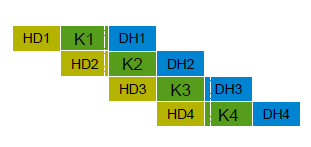 HD1 K1 DH1
HD2 K2 DH2
HD3 K3 DH3
HD4 K4 DH4